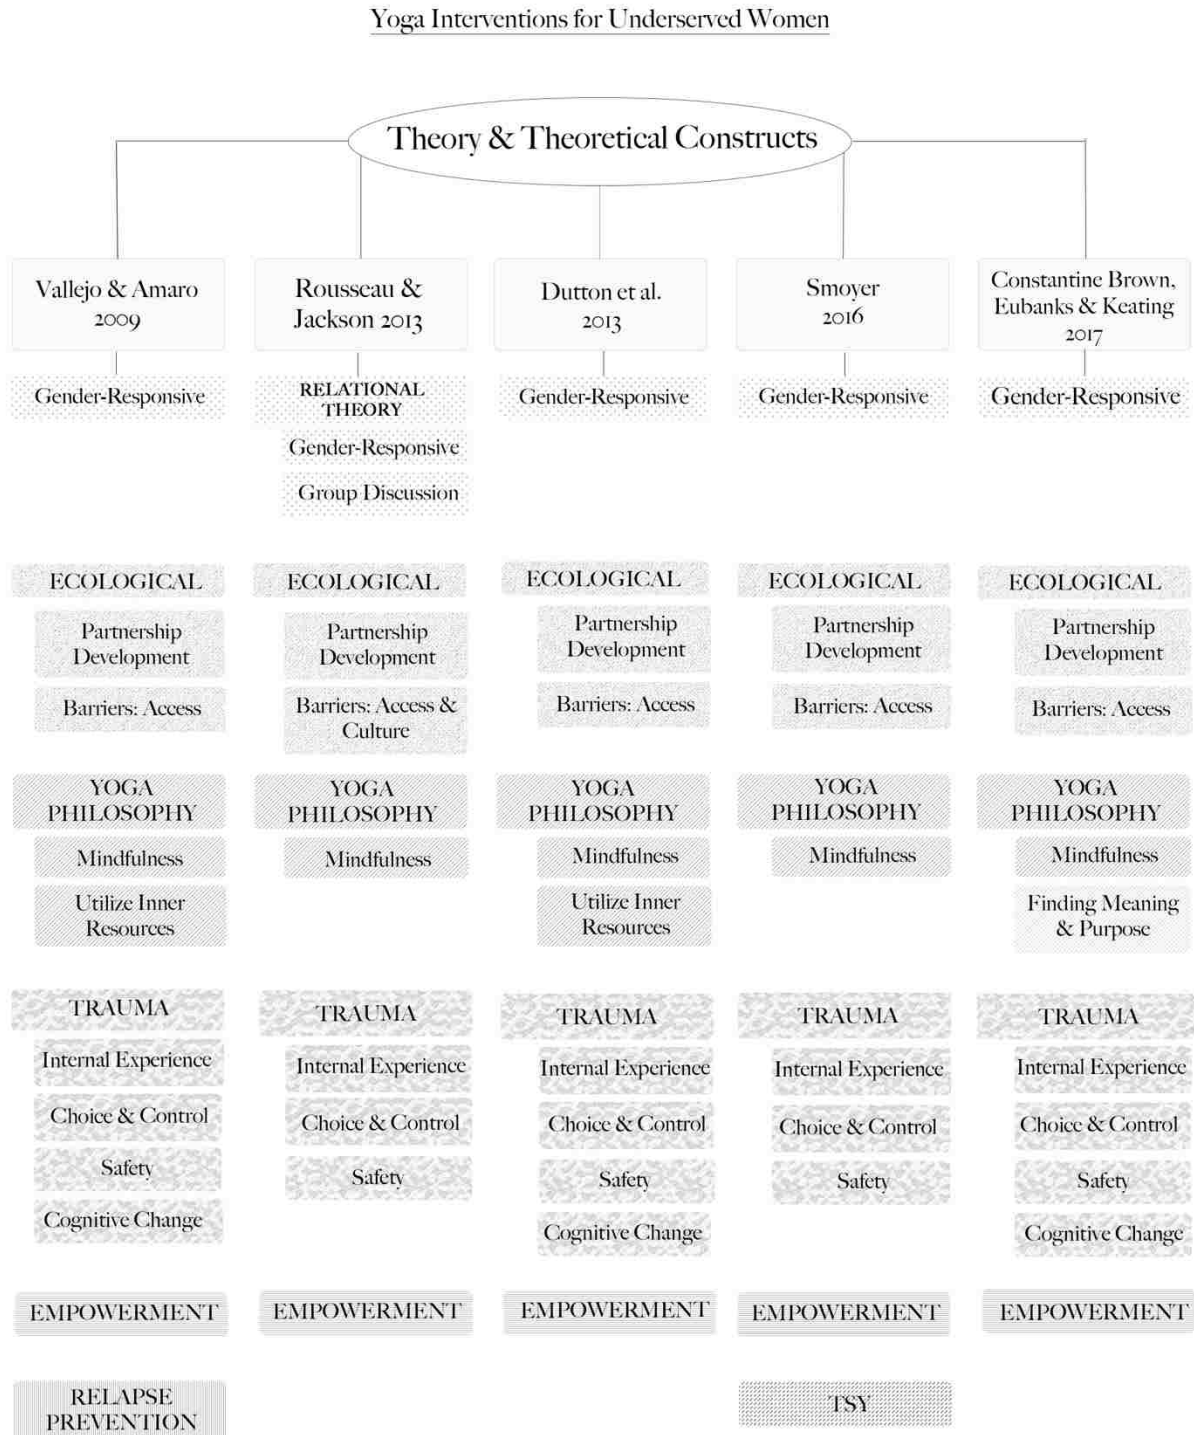 Yoga Interventions for Underserved Women
Theory & Theoretical Constructs
Vallejo & Amaro
2009
Gender-Responsive
ECOLOGICAL
Partnership
Development
Barriers: Access
YOGA
PHILOSOPHY
Mindfulness
Utilize Inner
Resources
TRAUMA
Internal Experience
Choice & Control
Safety
Cognitive Change
EMPOWERMENT
RELAPSE
PREVENTION
Rousseau &
Jackson 2013
RELATIONAL
THEORY
Gender-Responsive
Group Discussion
ECOLOGICAL
Partnership
Development
Barriers: Access &
Culture
YOGA
PHILOSOPHY
Mindfulness
TRAUMA
Internal Experience
Choice & Control
Safety
EMPOWERMENT
Dutton et al.
2013
Gender-Responsive
ECOLOGICAL
Partnership
Development
Barriers: Access
YOGA
PHILOSOPHY
Mindfulness
Utilize Inner
Resources
TRAUMA
Internal Experience
Choice & Control
Safety
Cognitive Change
EMPOWERMENT
Smoyer
2016
Gender-Responsive
ECOLOGICAL
Partnership
Development
Barriers: Access
YOGA
PHILOSOPHY
Mindfulness
TRAUMA
Internal Experience
Choice & Control
Safety
EMPOWERMENT
TSY
Constantine Brown,
Eubanks & Keating
2017
Gender-Responsive
ECOLOGICAL
Partnership
Development
Barriers: Access
YOGA
PHILOSOPHY
Mindfulness
Finding Meaning
& Purpose
TRAUMA
Internal Experience
Choice & Control
Safety
Cognitive Change
EMPOWERMENT